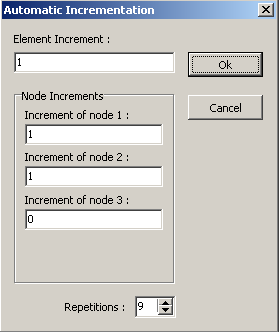 Automatic Incrementation
Element Increment :
1
Ok
Cancel
Node Increments
Increment of node 1 :
1
Increment of node 2 :
1
Increment of node 3 :
0
Repetitions :
9